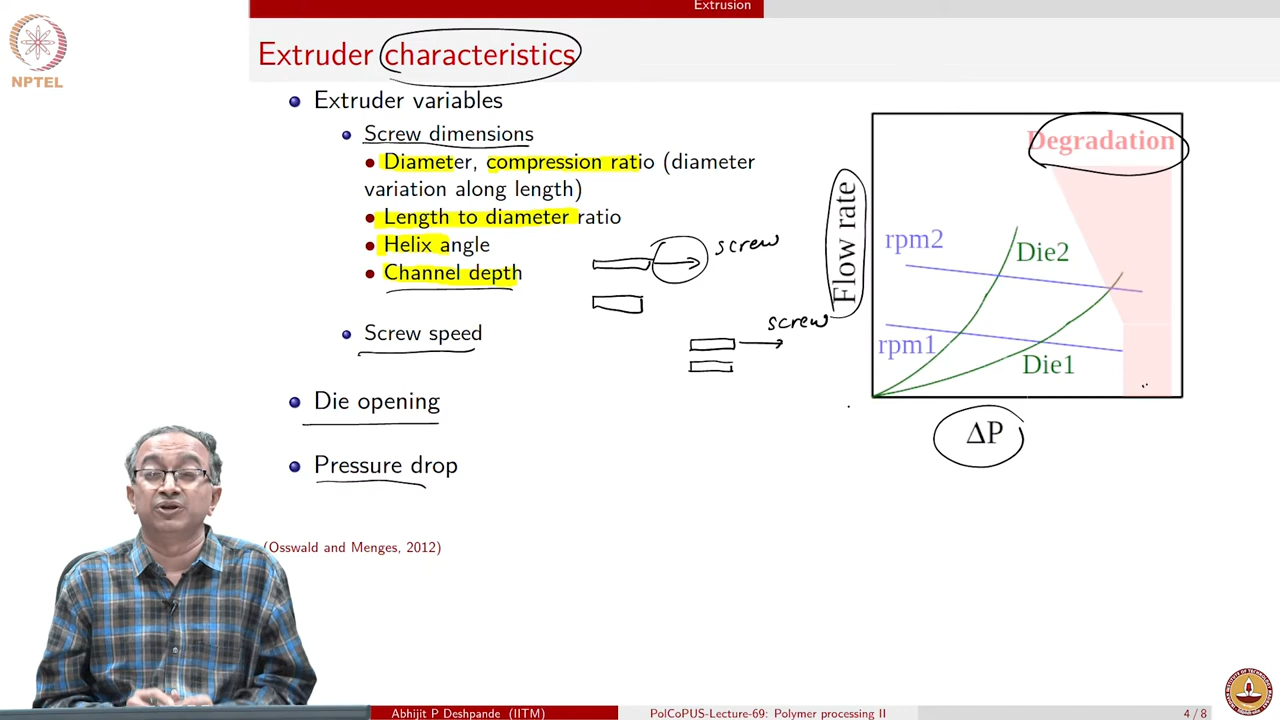 Extrusion
NPTEL
Extruder characteristics
Extruder variables
Screw dimensions
Diameter, compression ratio (diameter
variation along length)
Length to diameter ratio
Helix angle
Channel depth
Screw speed
Die opening
Pressure drop
(Osswald and Menges, 2012)
screw
screw
Degradation
Flow rate
rpm2
Die2
rpm1
Die1
ΔP
Abhijit P Deshpande (IITM)
PolCoPUS-Lecture-69: Polymer processing II
4 / 8